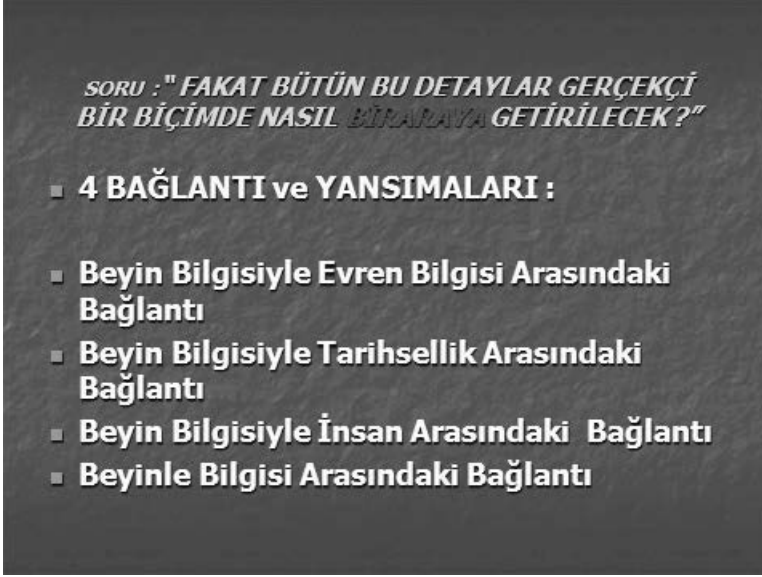 SORU : " FAKAT BÜTÜN BU DETAYLAR GERÇEKÇİ
BİR BİÇİMDE NASIL BİRARAYA GETİRİLECEK ?"
4 BAĞLANTI ve YANSIMALARI :
Beyin Bilgisiyle Evren Bilgisi Arasındaki
Bağlantı
Beyin Bilgisiyle Tarihsellik Arasındaki
Bağlantı
Beyin Bilgisiyle İnsan Arasındaki Bağlantı
Beyinle Bilgisi Arasındaki Bağlantı